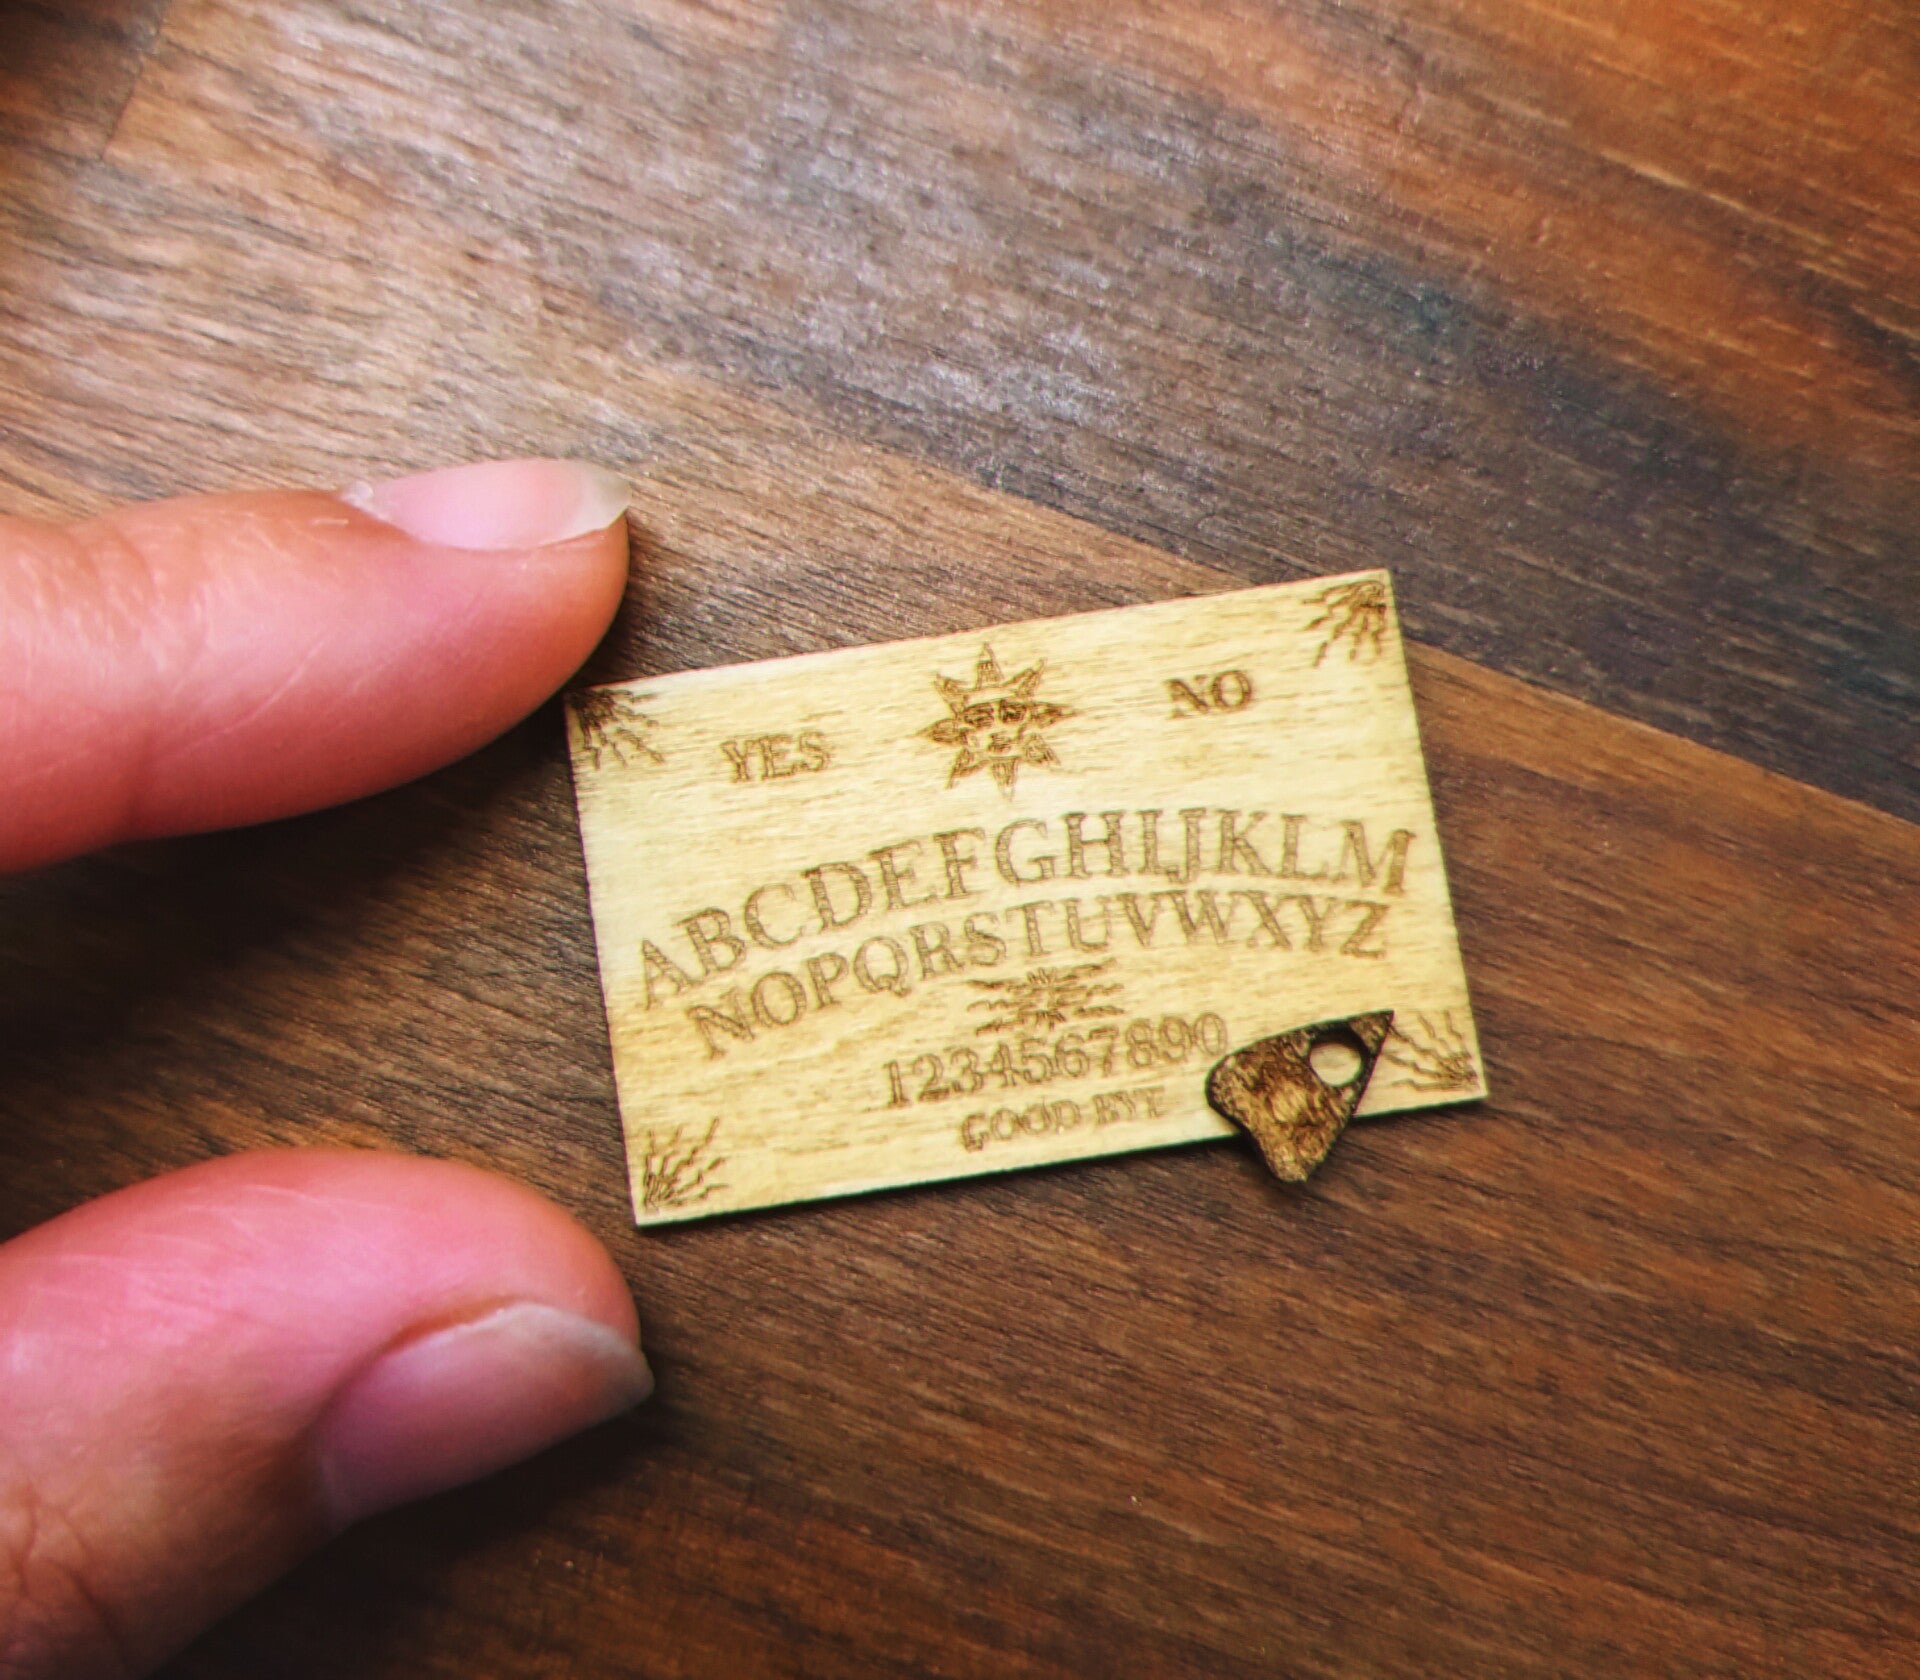 YES NO
ABCDEFGHIJKLM
NOPQRSTUVWXYZ
1234567890
GOOD BYE